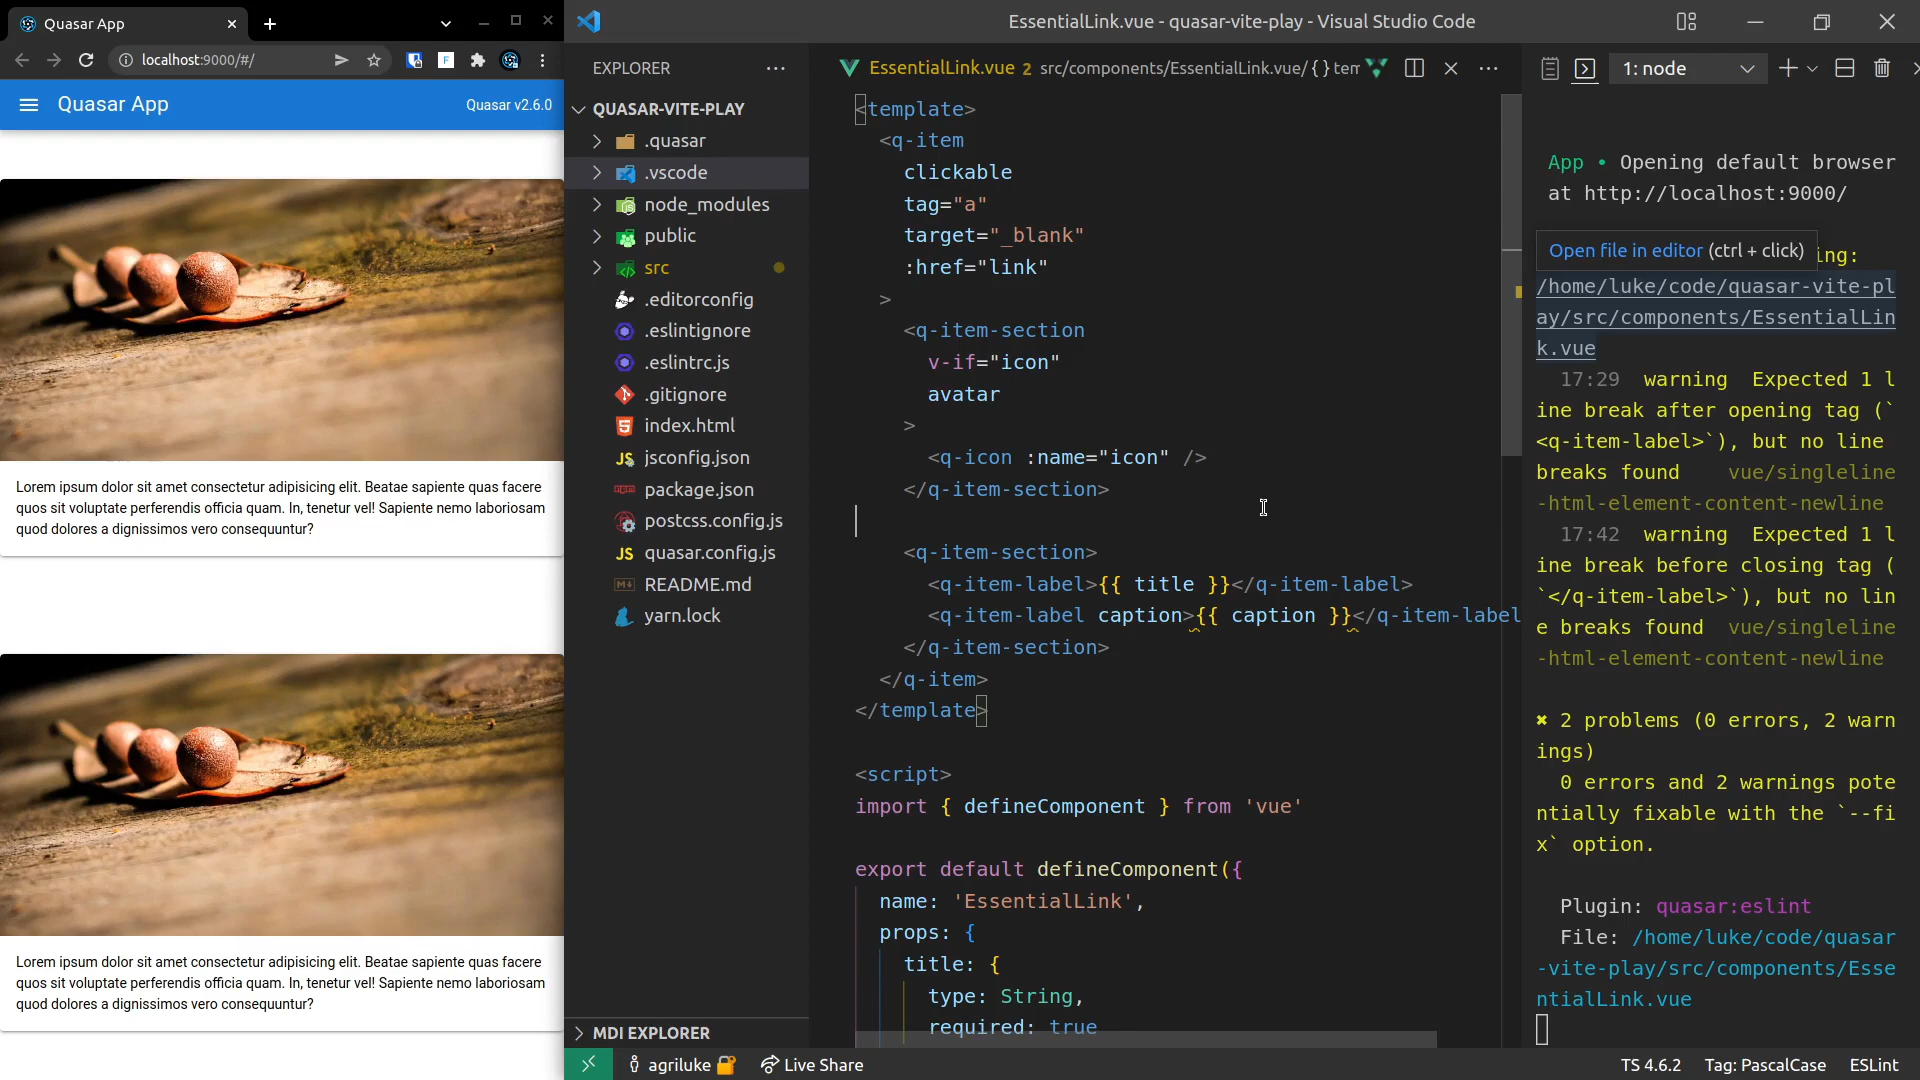 Quasar App
localhost:9000/#/
Quasar App
Quasar v2.6.0
Lorem ipsum dolor sit amet consectetur adipisicing elit. Beatae sapiente quas facere
quos sit voluptate perferendis officia quam. In, tenetur vel! Sapiente nemo laboriosam
quod dolores a dignissimos vero consequuntur?
Lorem ipsum dolor sit amet consectetur adipisicing elit. Beatae sapiente quas facere
quos sit voluptate perferendis officia quam. In, tenetur vel! Sapiente nemo laboriosam
quod dolores a dignissimos vero consequuntur?
EssentialLink.vue - quasar-vite-play - Visual Studio Code
EXPLORER
QUASAR-VITE-PLAY
.quasar
.vscode
node_modules
public
src
.editorconfig
.eslintignore
.eslintrc.js
.gitignore
index.html
JS jsconfig.json
package.json
postcss.config.js
JS quasar.config.js
README.md
yarn.lock
MDI EXPLORER
EssentialLink.vue 2 src/components/EssentialLink.vue/ {} tem
<template>
<q-item
clickable
tag="a"
target="_blank"
:href="link"
>
<q-item-section
v-if="icon"
avatar
>
<q-icon :name="icon" />
</q-item-section>
<q-item-section>
<q-item-label>{{ title }}</q-item-label>
<q-item-label caption>{{ caption }}</q-item-label
</q-item-section>
</q-item>
</template>
<script>
import { defineComponent } from 'vue'
export default defineComponent({
name: 'EssentialLink',
props: {
title: {
type: String,
required: true
1: node
App • Opening default browser
at http://localhost:9000/
Open file in editor (ctrl + click)
ing:
/home/luke/code/quasar-vite-pl
ay/src/components/EssentialLin
k.vue
17:29 warning Expected 1 l
ine break after opening tag (`
<q-item-label>`), but no line
breaks found vue/singleline
-html-element-content-newline
17:42 warning Expected 1 l
ine break before closing tag (
`</q-item-label>`), but no lin
e breaks found vue/singleline
-html-element-content-newline
✖ 2 problems (0 errors, 2 warn
ings)
0 errors and 2 warnings pote
ntially fixable with the `--fi
x` option.
Plugin: quasar:eslint
File: /home/luke/code/quasar
-vite-play/src/components/Esse
ntialLink.vue
agriluke
Live Share
TS 4.6.2
Tag: PascalCase
ESLint